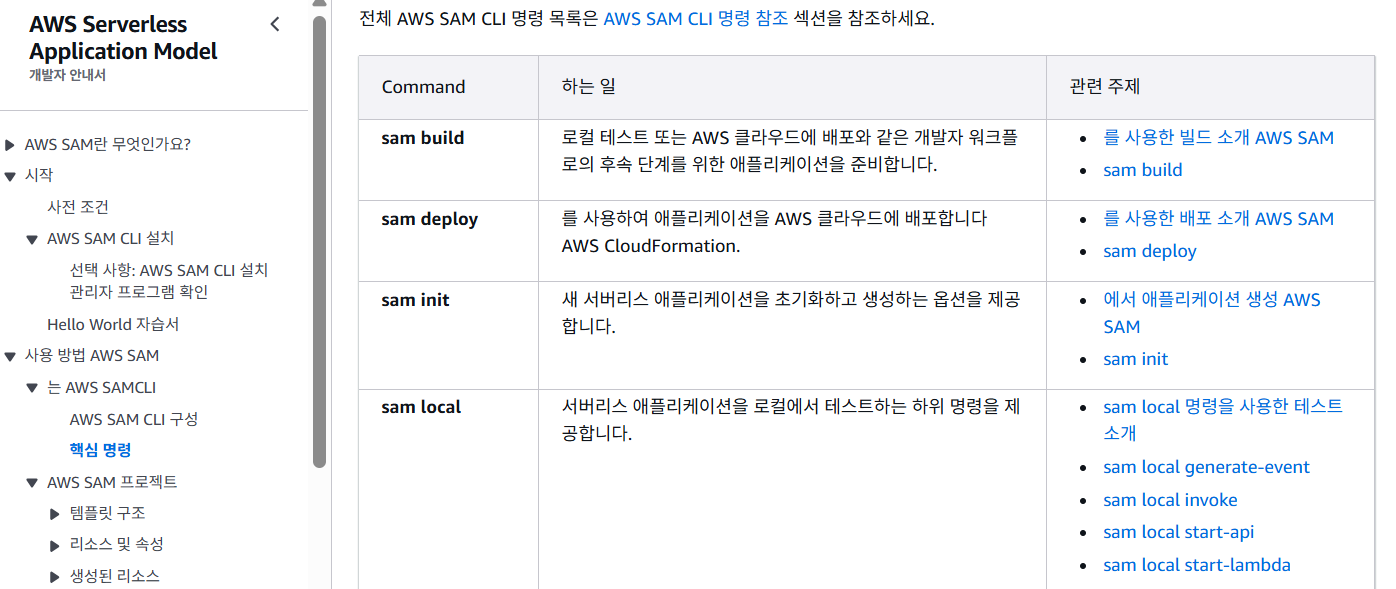 AWS Serverless
Application Model
개발자 안내서
AWS SAM란 무엇인가요?
시작
사전 조건
AWS SAM CLI 설치
선택 사항: AWS SAM CLI 설치
관리자 프로그램 확인
Hello World 자습서
사용 방법 AWS SAM
는 AWS SAMCLI
AWS SAM CLI 구성
핵심 명령
AWS SAM 프로젝트
템플릿 구조
리소스 및 속성
생성된 리소스
전체 AWS SAM CLI 명령 목록은 AWS SAM CLI 명령 참조 섹션을 참조하세요.
Command
하는 일
관련 주제
sam build
로컬 테스트 또는 AWS 클라우드에 배포와 같은 개발자 워크플
로의 후속 단계를 위한 애플리케이션을 준비합니다.
를 사용한 빌드 소개 AWS SAM
sam build
sam deploy
를 사용하여 애플리케이션을 AWS 클라우드에 배포합니다
AWS CloudFormation.
를 사용한 배포 소개 AWS SAM
sam deploy
sam init
새 서버리스 애플리케이션을 초기화하고 생성하는 옵션을 제공
합니다.
에서 애플리케이션 생성 AWS
SAM
sam init
sam local
서버리스 애플리케이션을 로컬에서 테스트하는 하위 명령을 제
공합니다.
sam local 명령을 사용한 테스트
소개
sam local generate-event
sam local invoke
sam local start-api
sam local start-lambda